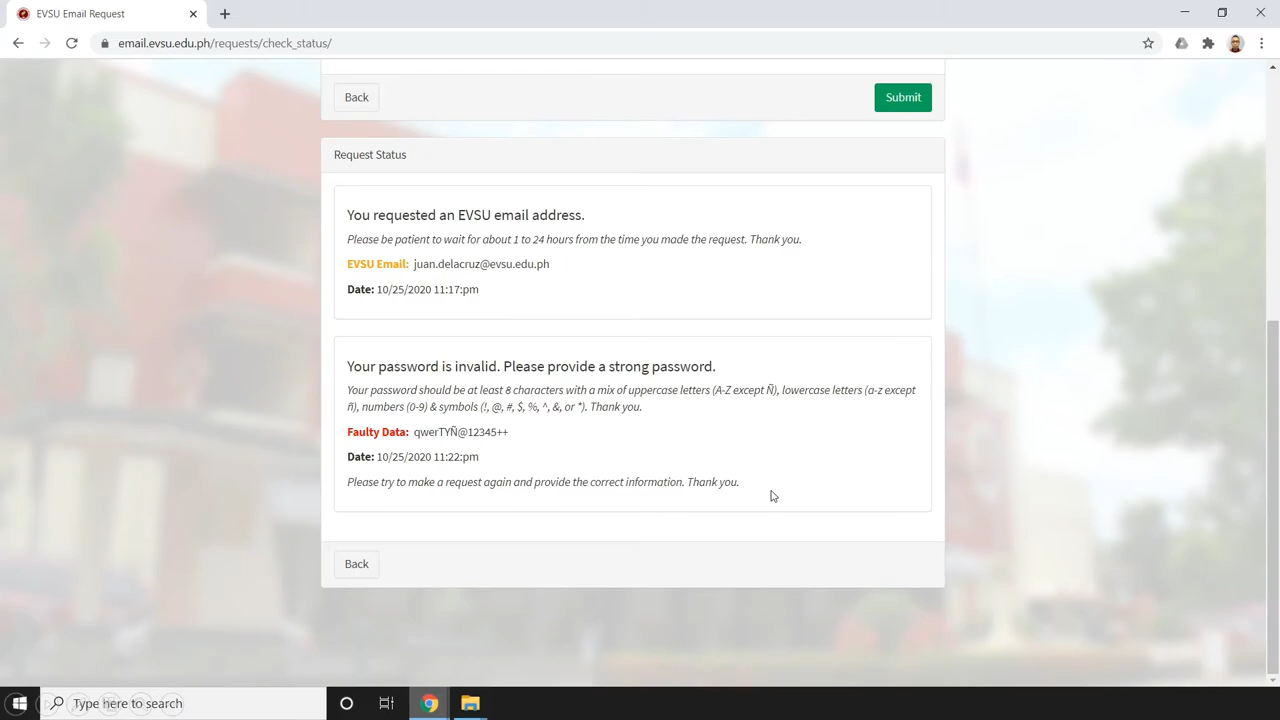 EVSU Email Request
email.evsu.edu.ph/requests/check_status/
Back
Submit
Request Status
You requested an EVSU email address.
Please be patient to wait for about 1 to 24 hours from the time you made the request. Thank you.
EVSU Email: juan.delacruz@evsu.edu.ph
Date: 10/25/2020 11:17:pm
Your password is invalid. Please provide a strong password.
Your password should be at least 8 characters with a mix of uppercase letters (A-Z except Ñ), lowercase letters (a-z except
ñ), numbers (0-9) & symbols (!, @, #, $, %, ^, &, or *). Thank you.
Faulty Data: qwerTYÑ@12345++
Date: 10/25/2020 11:22:pm
Please try to make a request again and provide the correct information. Thank you.
Back
Type here to search